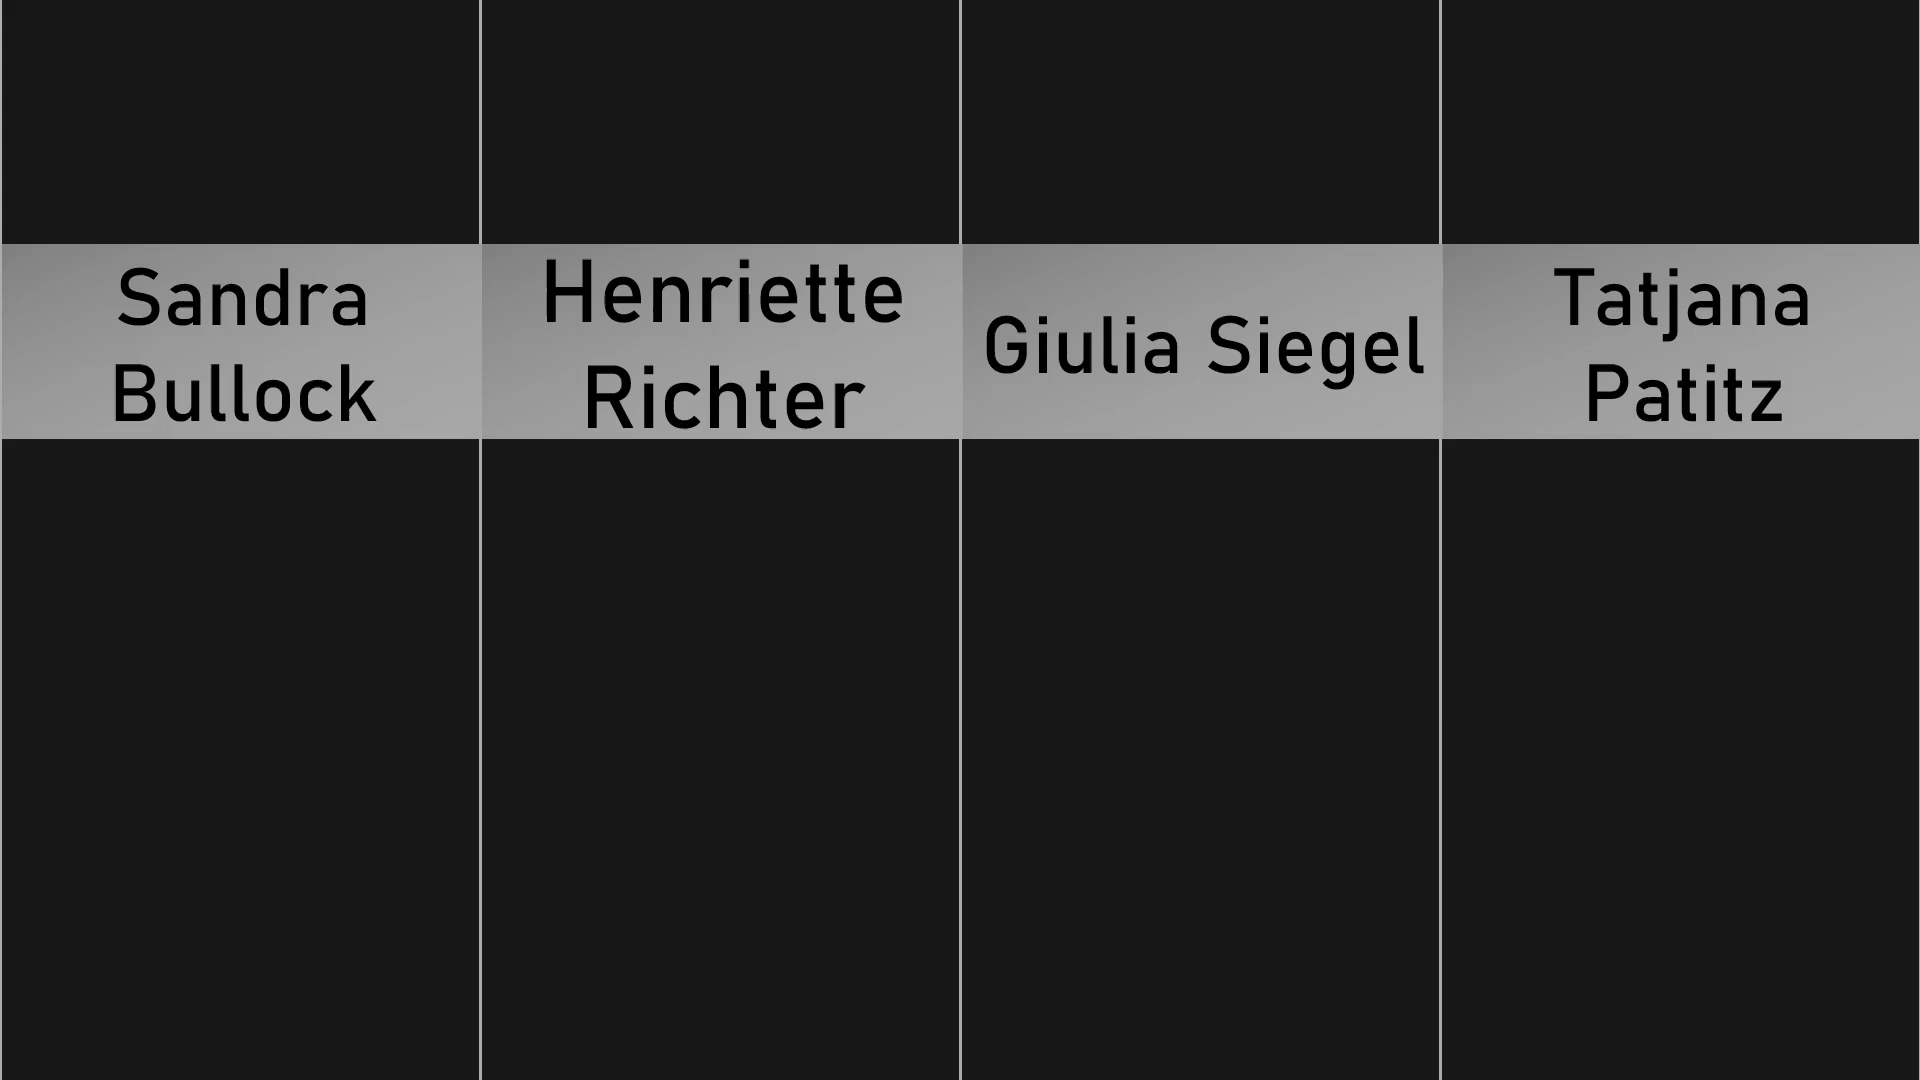 Sandra
Bullock
Henriette
Richter
Giulia Siegel
Tatjana
Patitz